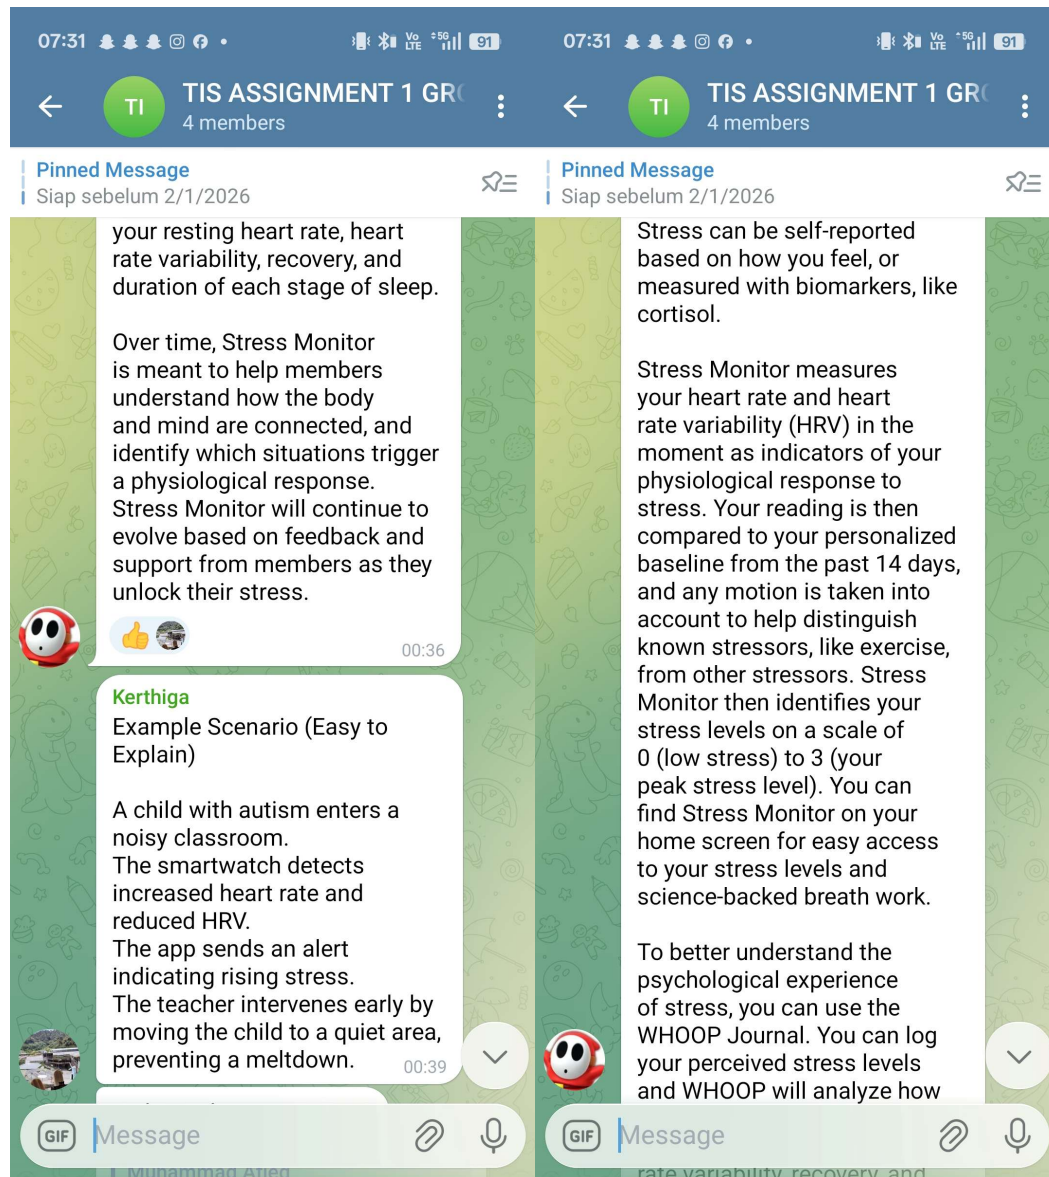 07:31
Vo LTE
5G
91
TI
TIS ASSIGNMENT 1 GR
4 members
Pinned Message
Siap sebelum 2/1/2026
your resting heart rate, heart
rate variability, recovery, and
duration of each stage of sleep.
Over time, Stress Monitor
is meant to help members
understand how the body
and mind are connected, and
identify which situations trigger
a physiological response.
Stress Monitor will continue to
evolve based on feedback and
support from members as they
unlock their stress.
00:36
Kerthiga
Example Scenario (Easy to
Explain)
A child with autism enters a
noisy classroom.
The smartwatch detects
increased heart rate and
reduced HRV.
The app sends an alert
indicating rising stress.
The teacher intervenes early by
moving the child to a quiet area,
preventing a meltdown.
00:39
GIF
Message
07:31
Vo LTE
5G
91
TI
TIS ASSIGNMENT 1 GR
4 members
Pinned Message
Siap sebelum 2/1/2026
Stress can be self-reported
based on how you feel, or
measured with biomarkers, like
cortisol.
Stress Monitor measures
your heart rate and heart
rate variability (HRV) in the
moment as indicators of your
physiological response to
stress. Your reading is then
compared to your personalized
baseline from the past 14 days,
and any motion is taken into
account to help distinguish
known stressors, like exercise,
from other stressors. Stress
Monitor then identifies your
stress levels on a scale of
0 (low stress) to 3 (your
peak stress level). You can
find Stress Monitor on your
home screen for easy access
to your stress levels and
science-backed breath work.
To better understand the
psychological experience
of stress, you can use the
WHOOP Journal. You can log
your perceived stress levels
and WHOOP will analyze how
GIF
Message
rate variability, recovery, and